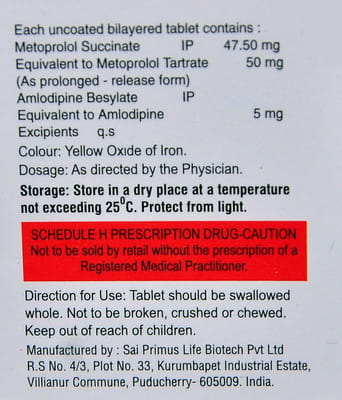 Each uncoated bilayered tablet contains :
Metoprolol Succinate IP 47.50 mg
Equivalent to Metoprolol Tartrate 50 mg
(As prolonged - release form)
Amlodipine Besylate IP
Equivalent to Amlodipine 5 mg
Excipients q.s
Colour: Yellow Oxide of Iron.
Dosage: As directed by the Physician.
Storage: Store in a dry place at a temperature
not exceeding 25⁰C. Protect from light.
SCHEDULE H PRESCRIPTION DRUG-CAUTION
Not to be sold by retail without the prescription of a
Registered Medical Practitioner.
Direction for Use: Tablet should be swallowed
whole. Not to be broken, crushed or chewed.
Keep out of reach of children.
Manufactured by : Sai Primus Life Biotech Pvt Ltd
R.S No. 4/3, Plot No. 33, Kurumbapet Industrial Estate,
Villianur Commune, Puducherry- 605009. India.